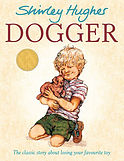 Shirley Hughes
DOGGER
The classic story about losing your favourite toy